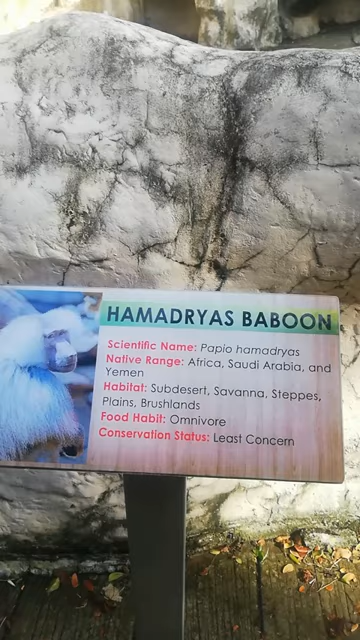 HAMADRYAS BABOON
Scientific Name: Papio hamadryas
Native Range: Africa, Saudi Arabia, and
Yemen
Habitat: Subdesert, Savanna, Steppes,
Plains, Brushlands
Food Habit: Omnivore
Conservation Status: Least Concern